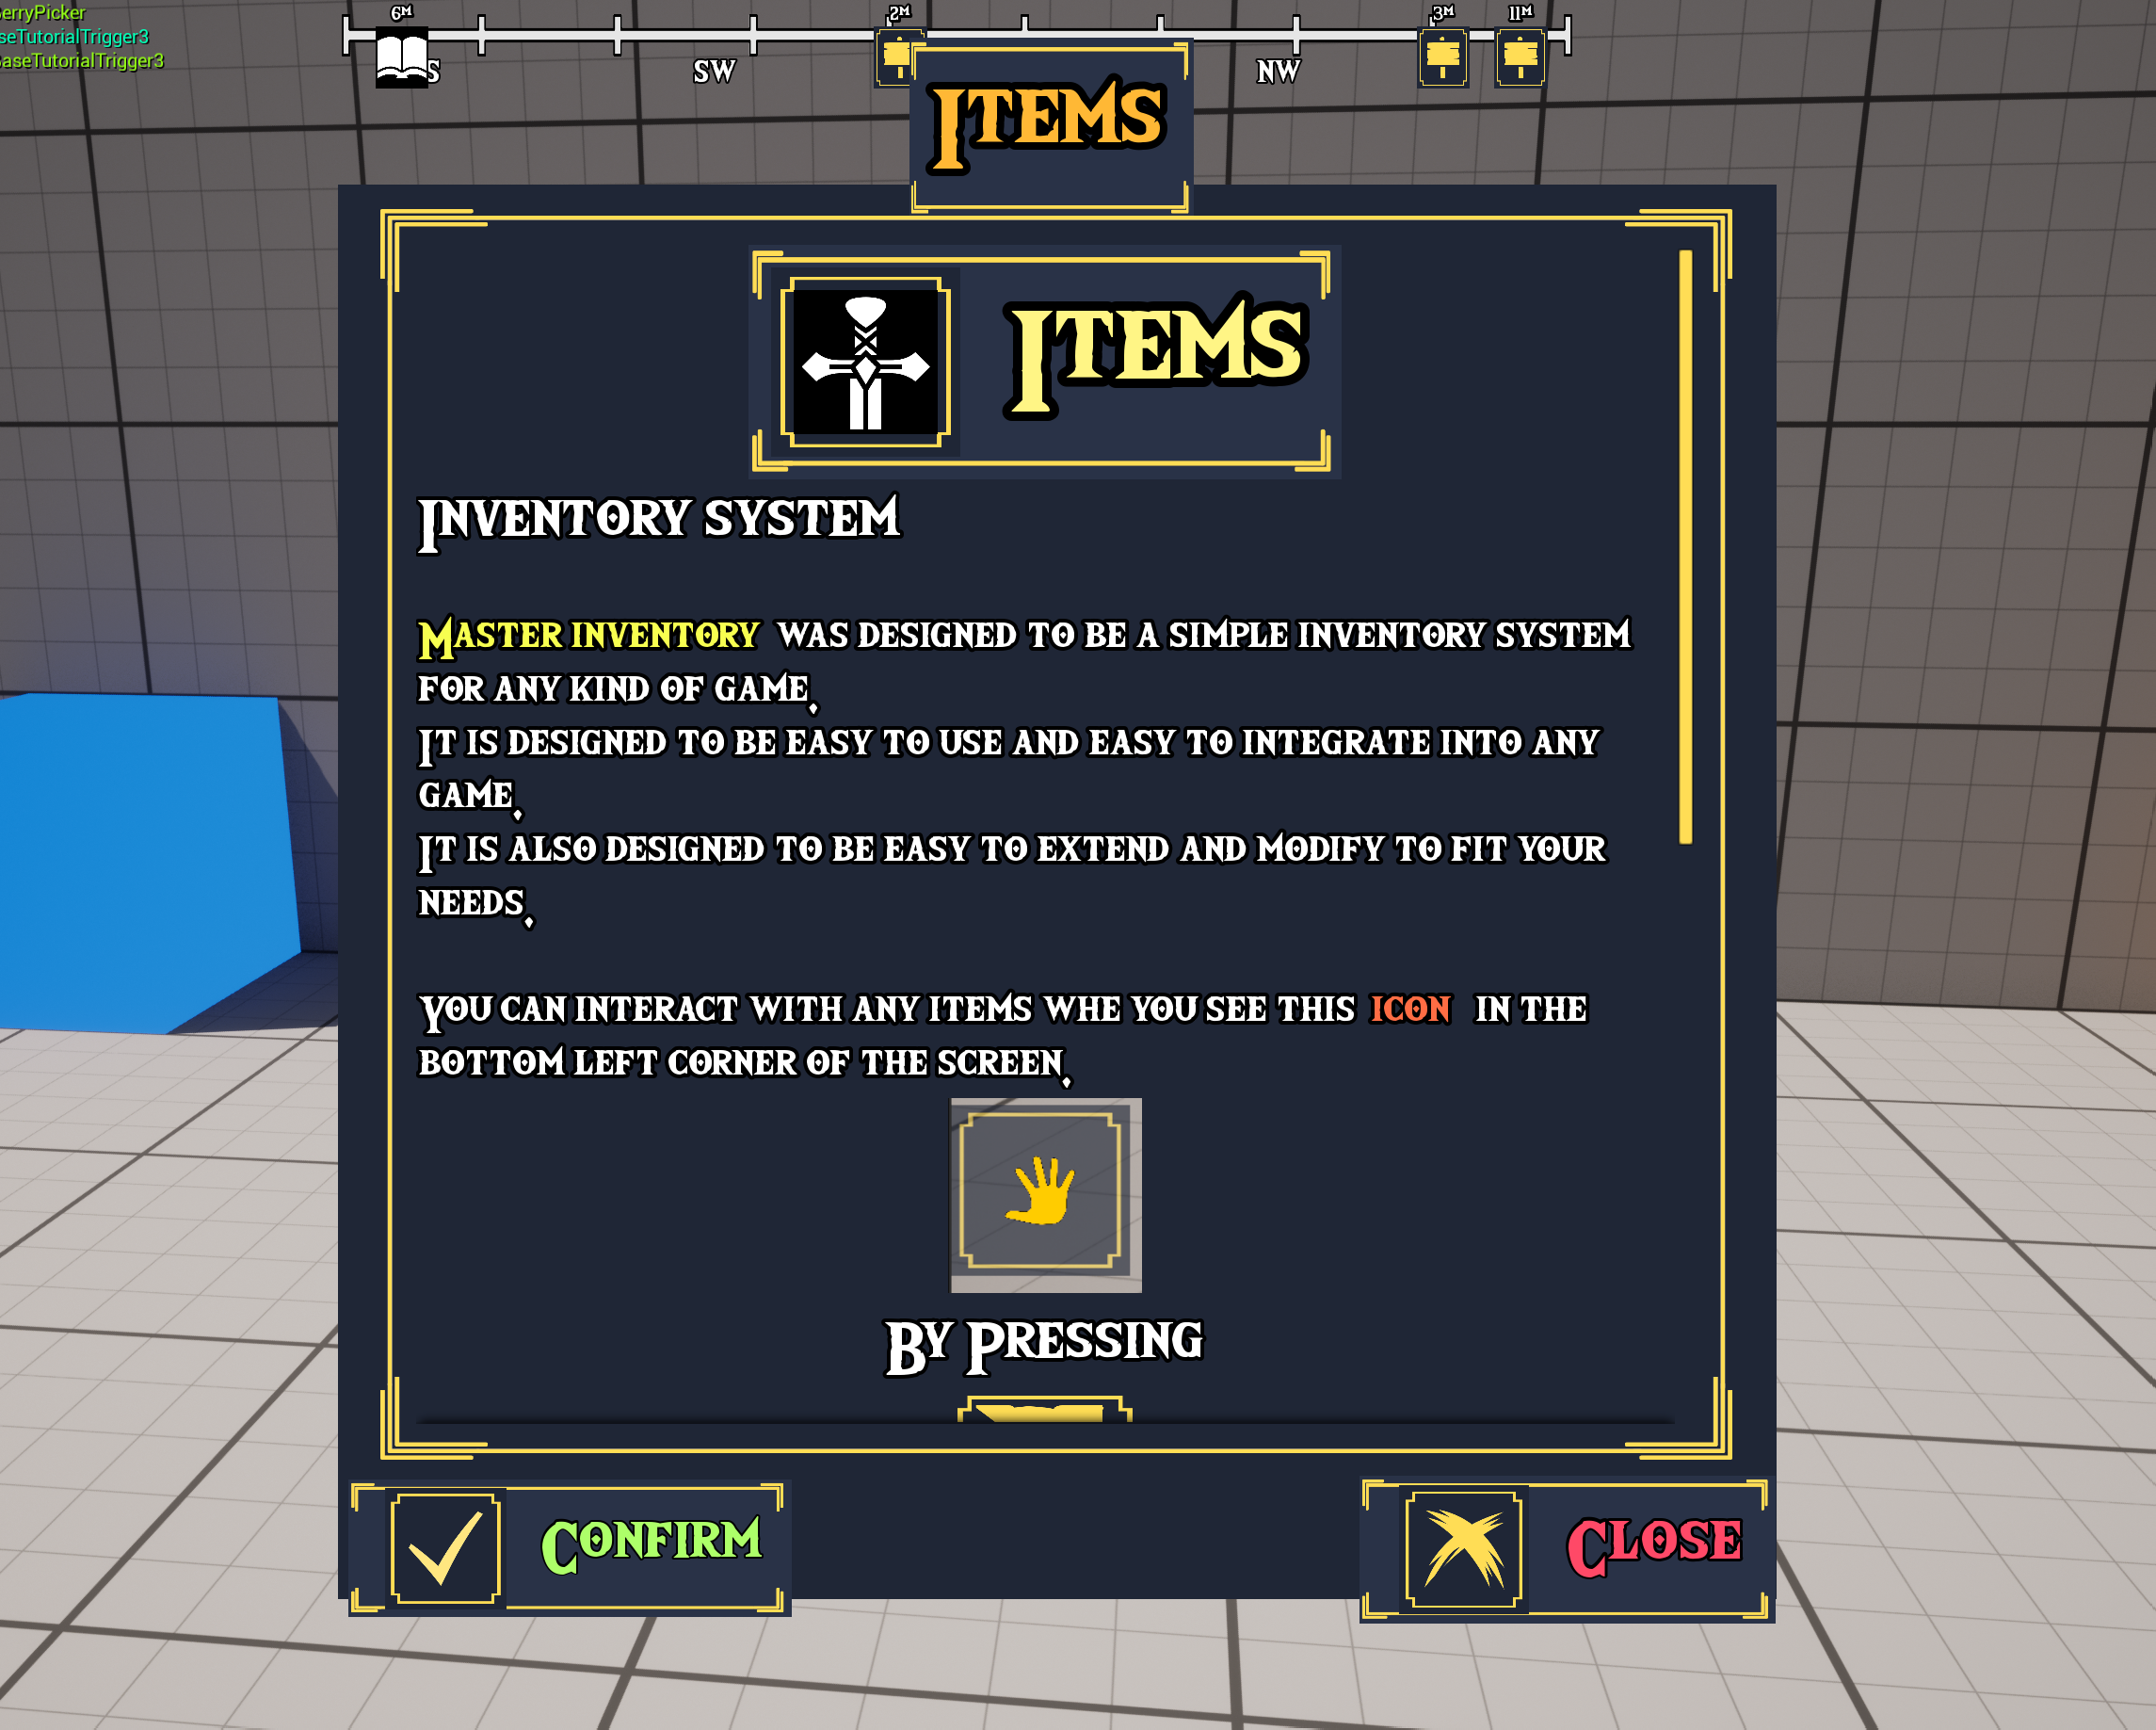 6M
2M
3M
11M
erryPicker
seTutorialTrigger3
BaseTutorialTrigger3
S
SW
NW
Items
Items
Inventory system
Master inventory was designed to be a simple inventory system
for any kind of game.
It is designed to be easy to use and easy to integrate into any
game.
It is also designed to be easy to extend and modify to fit your
needs.
You can interact with any items whe you see this icon in the
bottom left corner of the screen.
By Pressing
Confirm
Close